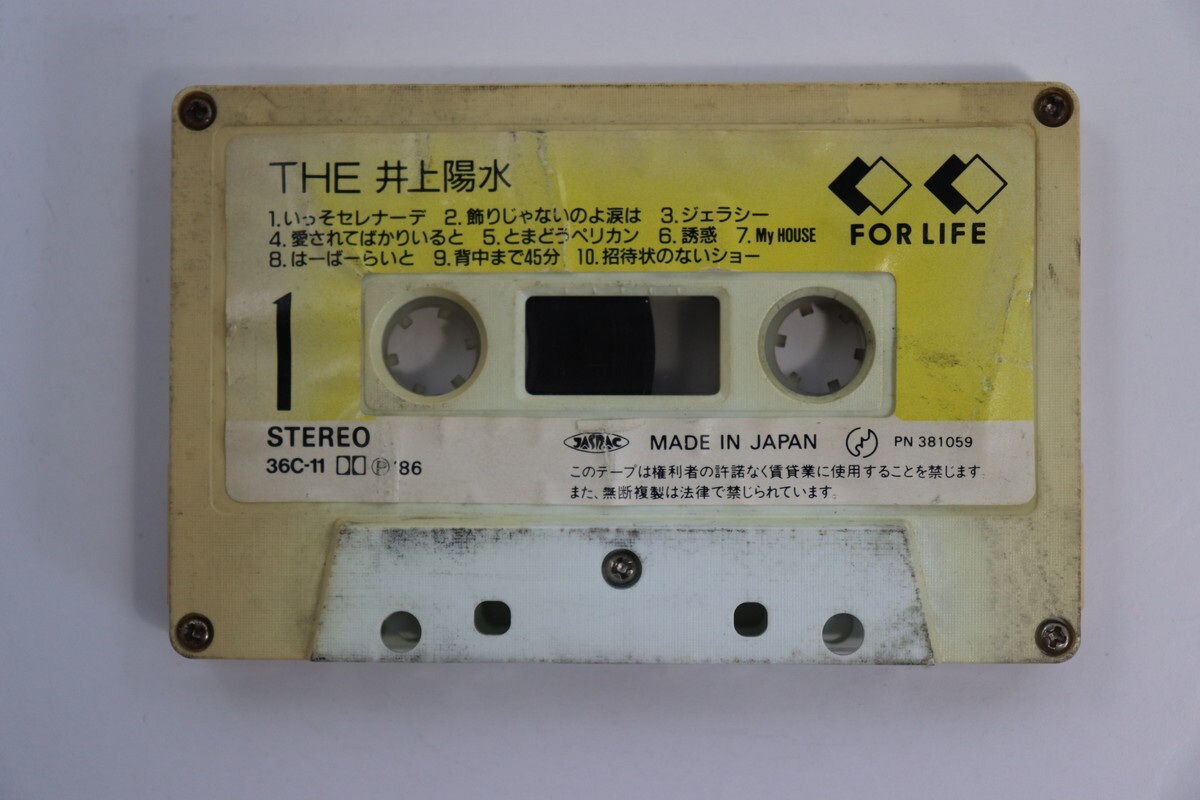 THE 井上陽水
1.いっそセレナーデ 2.飾りじゃないのよ涙は 3.ジェラシー
4.愛されてばかりいると 5.とまどうペリカン 6.誘惑 7.My HOUSE
8.はーばーらいと 9.背中まで45分 10.招待状のないショー
FOR LIFE
1
STEREO
36C-11 Ⓟ'86
JASRAC MADE IN JAPAN PN 381059
このテープは権利者の許諾なく賃貸業に使用することを禁じます。
また、無断複製は法律で禁じられています。